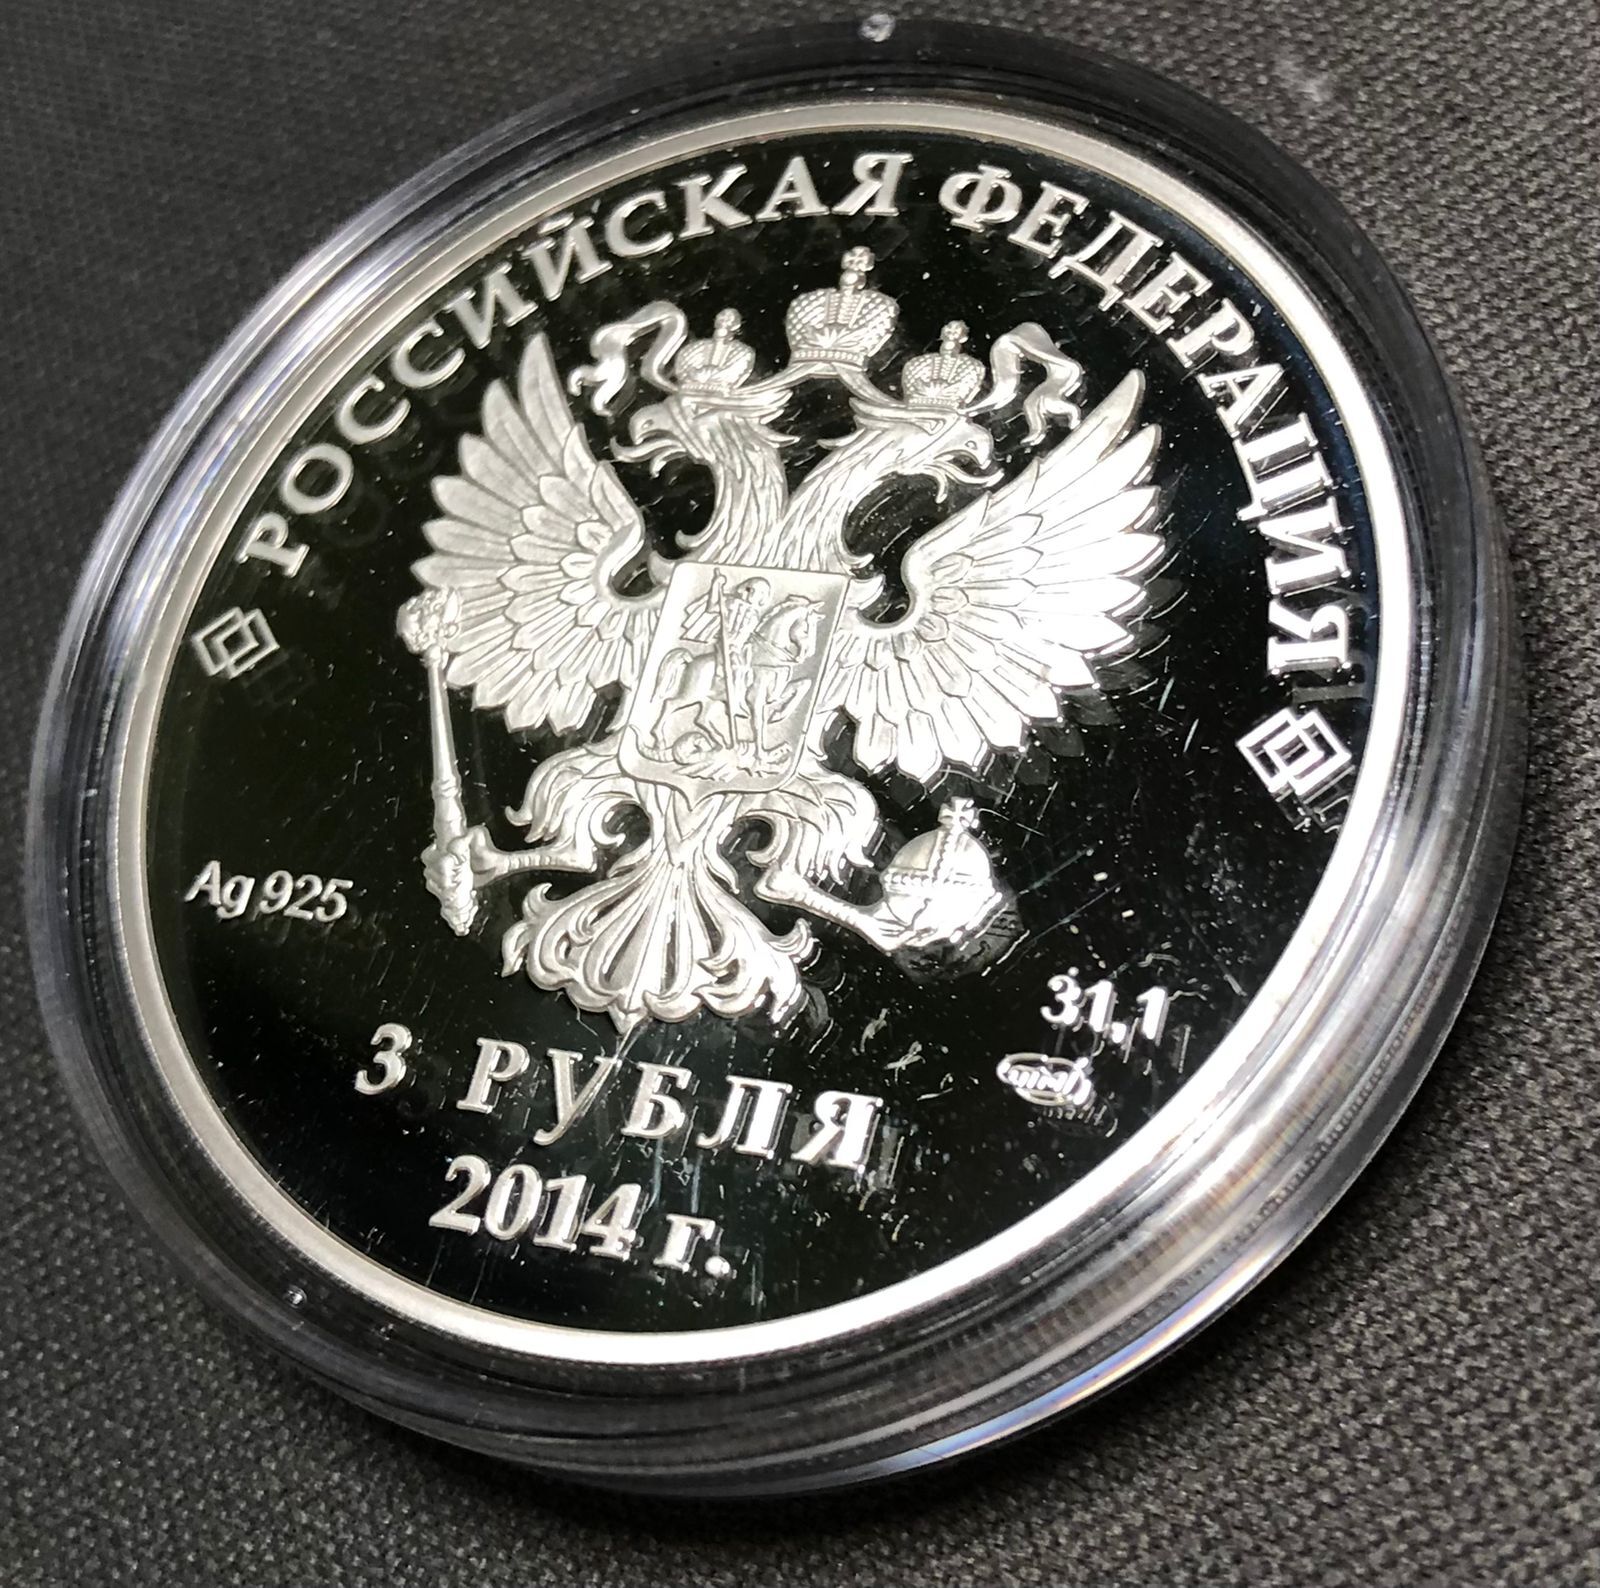 РОССИЙСКАЯ ФЕДЕРАЦИЯ
Ag 925
31,1
3 РУБЛЯ
2014 г.